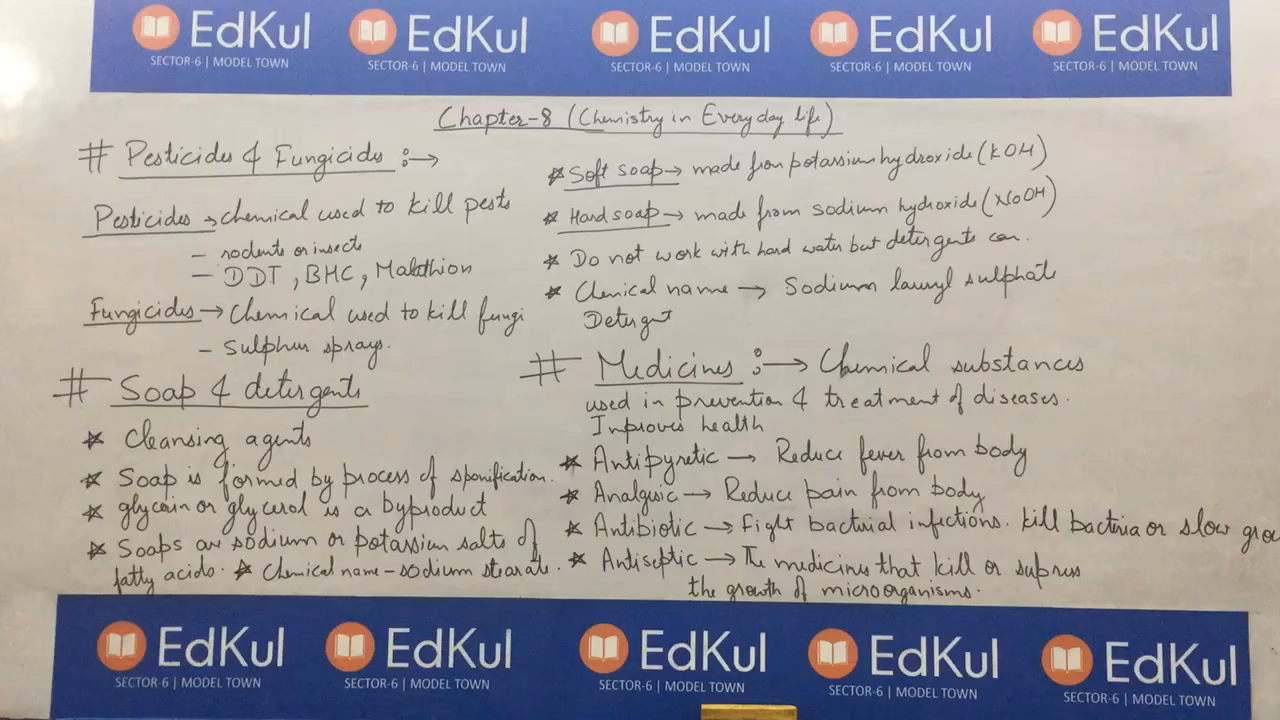 EdKul EdKul EdKul EdKul EdKul
SECTOR-6 | MODEL TOWN SECTOR-6 | MODEL TOWN SECTOR-6 | MODEL TOWN SECTOR-6 | MODEL TOWN SECTOR-6 | MODEL TOWN
Chapter-8 (Chemistry in Everyday life)
# Pesticides & Fungicides :→
Pesticides → chemical used to kill pests
– rodents or insects
– DDT, BHC, Malathion
Fungicides → Chemical used to kill fungi
– Sulphur sprays.
# Soap & detergents
* Cleansing agents
* Soap is formed by process of sponification.
* glycerin or glycerol is a byproduct
* Soaps are sodium or potassium salts of
fatty acids. * Chemical name – sodium stearate.
* Soft soap → made from potassium hydroxide (KOH)
* Hard soap → made from sodium hydroxide (NaOH)
* Do not work with hard water but detergents can.
* Chemical name → Sodium lauryl sulphate
Detergent
# Medicines :→ Chemical substances
used in prevention & treatment of diseases.
Improves health
* Antipyretic → Reduce fever from body
* Analgesic → Reduce pain from body
* Antibiotic → Fight bacterial infections. kill bacteria or slow grow
* Antiseptic → The medicines that kill or supress
the growth of microorganisms.
EdKul EdKul EdKul EdKul EdKul
SECTOR-6 | MODEL TOWN SECTOR-6 | MODEL TOWN SECTOR-6 | MODEL TOWN SECTOR-6 | MODEL TOWN SECTOR-6 | MODEL TOWN